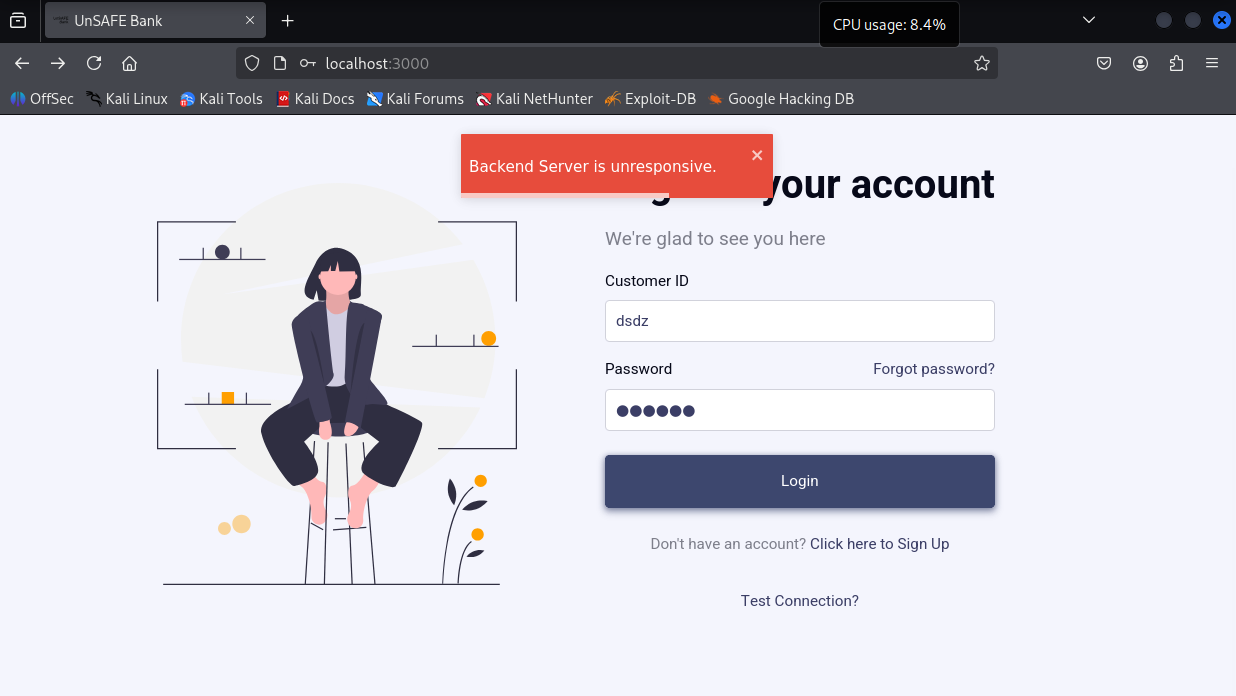 UnSAFE Bank
CPU usage: 8.4%
localhost:3000
OffSec Kali Linux Kali Tools Kali Docs Kali Forums Kali NetHunter Exploit-DB Google Hacking DB
Backend Server is unresponsive.
your account
We're glad to see you here
Customer ID
dsdz
Password Forgot password?
●●●●●●
Login
Don't have an account? Click here to Sign Up
Test Connection?